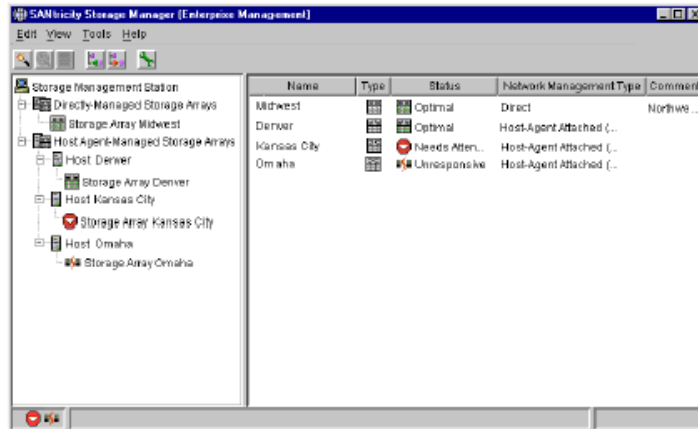 SANtricity Storage Manager [Enterprise Management]
Edit View Tools Help
Storage Management Station
Directly-Managed Storage Arrays
Storage Array Midwest
Host Agent-Managed Storage Arrays
Host Denver
Storage Array Denver
Host Kansas City
Storage Array Kansas City
Host Omaha
Storage Array Omaha
Name Type Status Network Management Type Comment
Midwest Optimal Direct Northwe...
Denver Optimal Host-Agent Attached (...
Kansas City Needs Atten... Host-Agent Attached (...
Omaha Unresponsive Host-Agent Attached (...